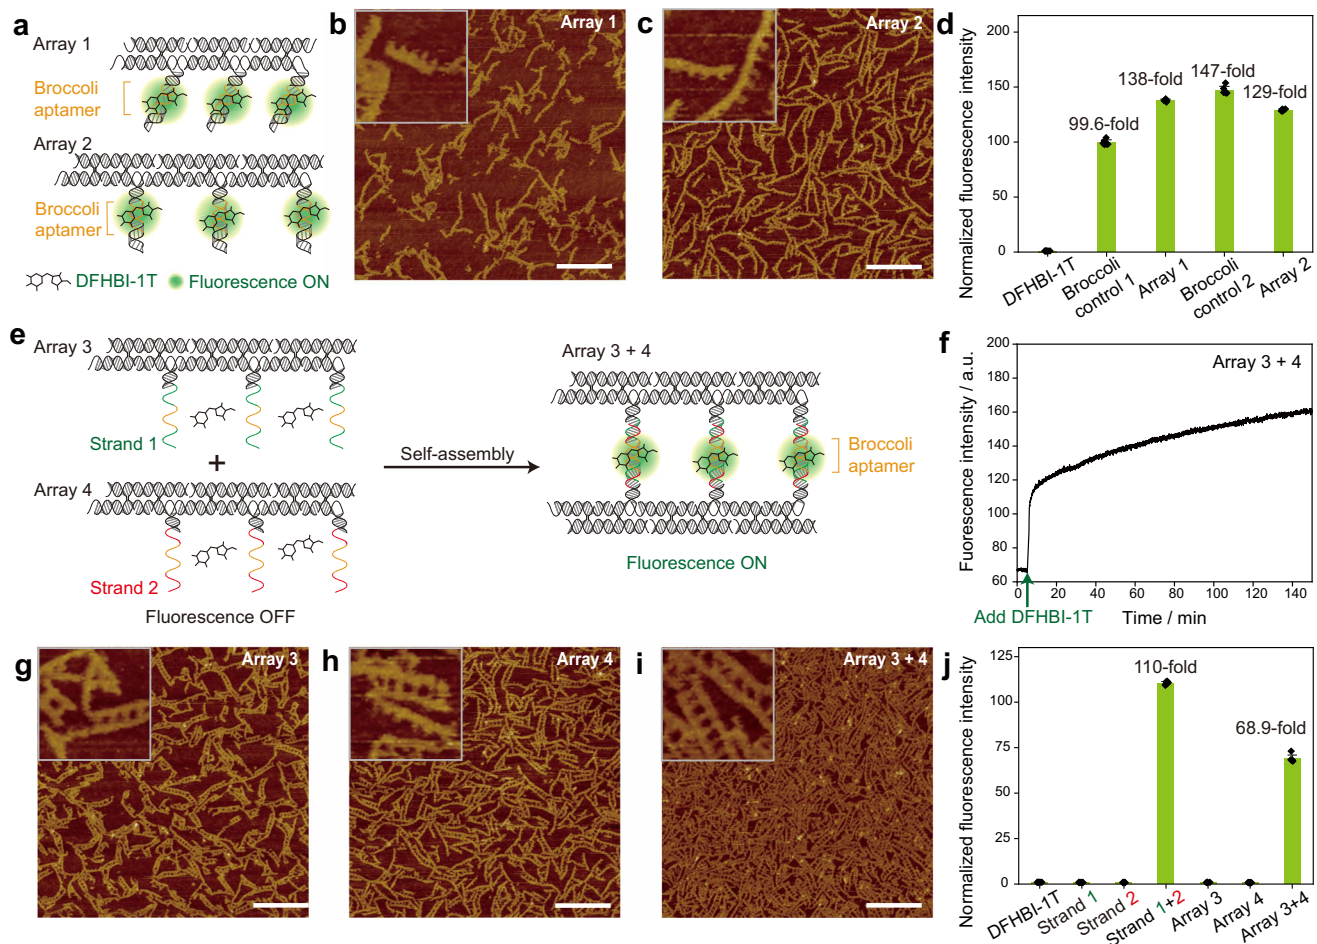 a
Array 1
Broccoli
aptamer
Array 2
Broccoli
aptamer
DFHBI-1T
Fluorescence ON
b
Array 1
c
Array 2
d
Normalized fluorescence intensity
200
150
100
50
0
99.6-fold
138-fold
147-fold
129-fold
DFHBI-1T
Broccoli
control 1
Array 1
Broccoli
control 2
Array 2
e
Array 3
Strand 1
+
Array 4
Strand 2
Fluorescence OFF
Self-assembly
Array 3 + 4
Broccoli
aptamer
Fluorescence ON
f
Array 3 + 4
Fuorescence intensity / a.u.
200
180
160
140
120
100
80
60
0
20
40
60
80
100
120
140
Add DFHBI-1T
Time / min
g
Array 3
h
Array 4
i
Array 3 + 4
j
Normalized fluorescence intensity
125
100
75
50
25
0
110-fold
68.9-fold
DFHBI-1T
Strand 1
Strand 2
Strand 1+2
Array 3
Array 4
Array 3+4